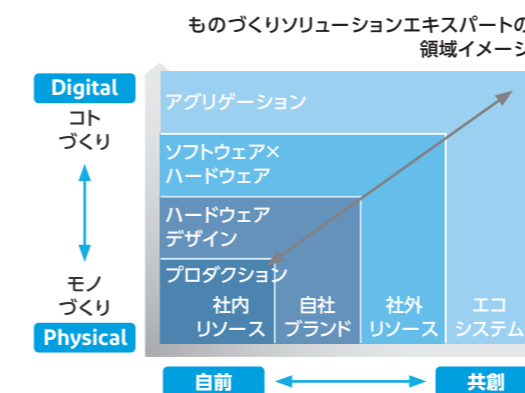 ものづくりソリューションエキスパートの
領域イメージ
Digital
コト
づくり
モノ
づくり
Physical
アグリゲーション
ソフトウェア×
ハードウェア
ハードウェア
デザイン
プロダクション
社内
リソース
自社
ブランド
社外
リソース
エコ
システム
自前
共創